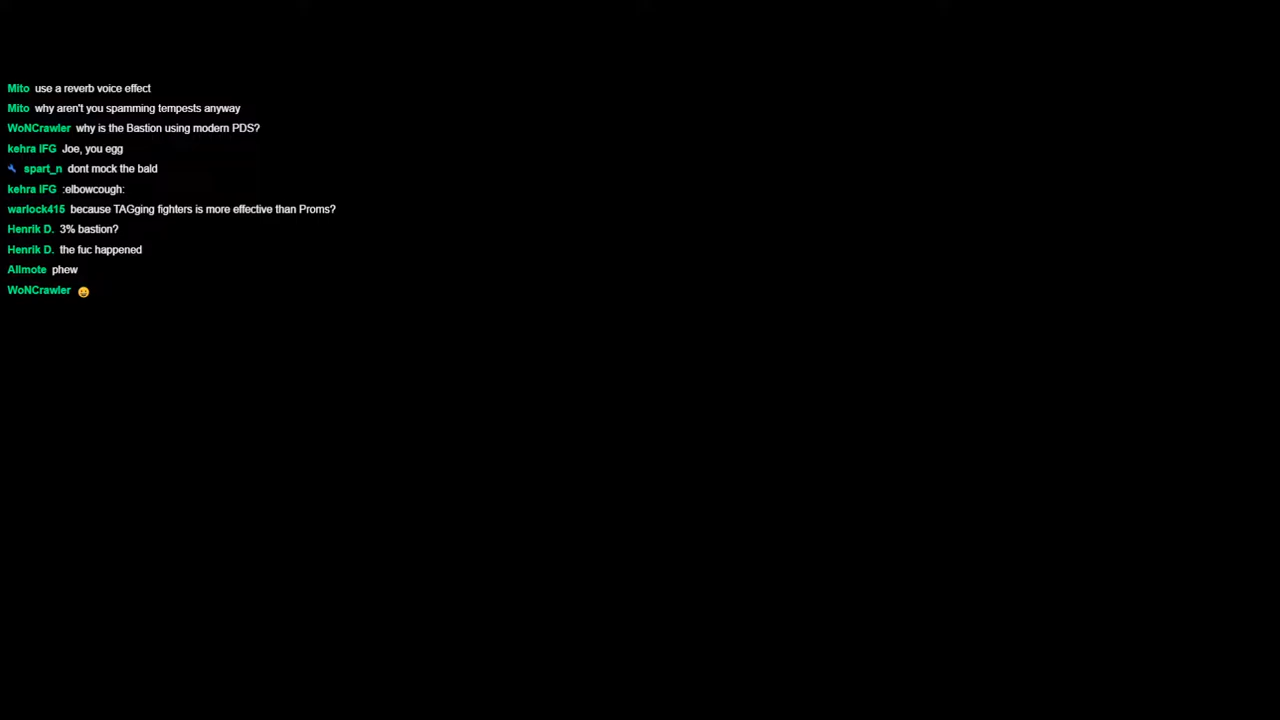 Mito use a reverb voice effect
Mito why aren't you spamming tempests anyway
WoNCrawler why is the Bastion using modern PDS?
kehra IFG Joe, you egg
spart_n dont mock the bald
kehra IFG :elbowcough:
warlock415 because TAGging fighters is more effective than Proms?
Henrik D. 3% bastion?
Henrik D. the fuc happened
Allmote phew
WoNCrawler 😀